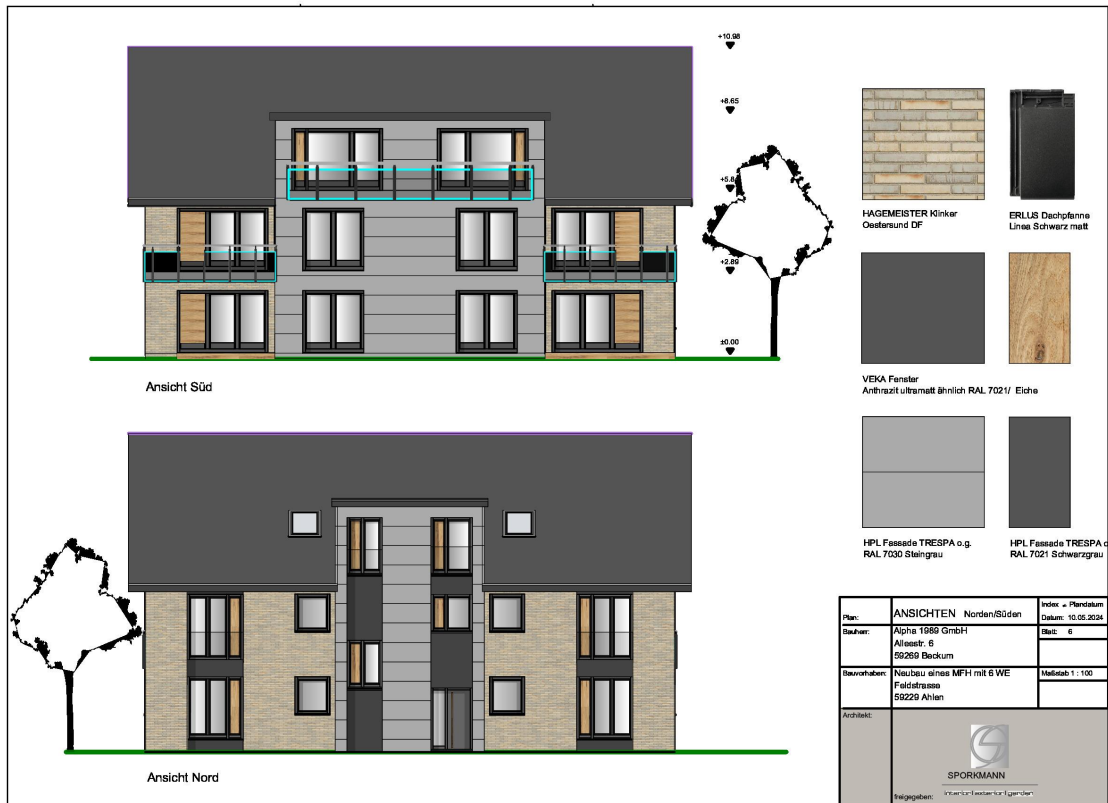 +10.98
+8.65
+5.8
+2.89
±0.00
Ansicht Süd
Ansicht Nord
HAGEMEISTER Klinker
Oestersund DF
ERLUS Dachpfanne
Linea Schwarz matt
VEKA Fenster
Anthrazit ultramatt ähnlich RAL 7021/ Eiche
HPL Fassade TRESPA o.g.
RAL 7030 Steingrau
HPL Fassade TRESPA o
RAL 7021 Schwarzgrau
Plan: ANSICHTEN Norden/Süden
Index = Plandatum
Datum: 10.05.2024
Bauherr: Alpha 1989 GmbH
Alleestr. 6
59269 Beckum
Blatt: 6
Bauvorhaben: Neubau eines MFH mit 6 WE
Feldstrasse
59229 Ahlen
Maßstab 1 : 100
Architekt:
SPORKMANN
interior|exterior|garden
freigegeben: